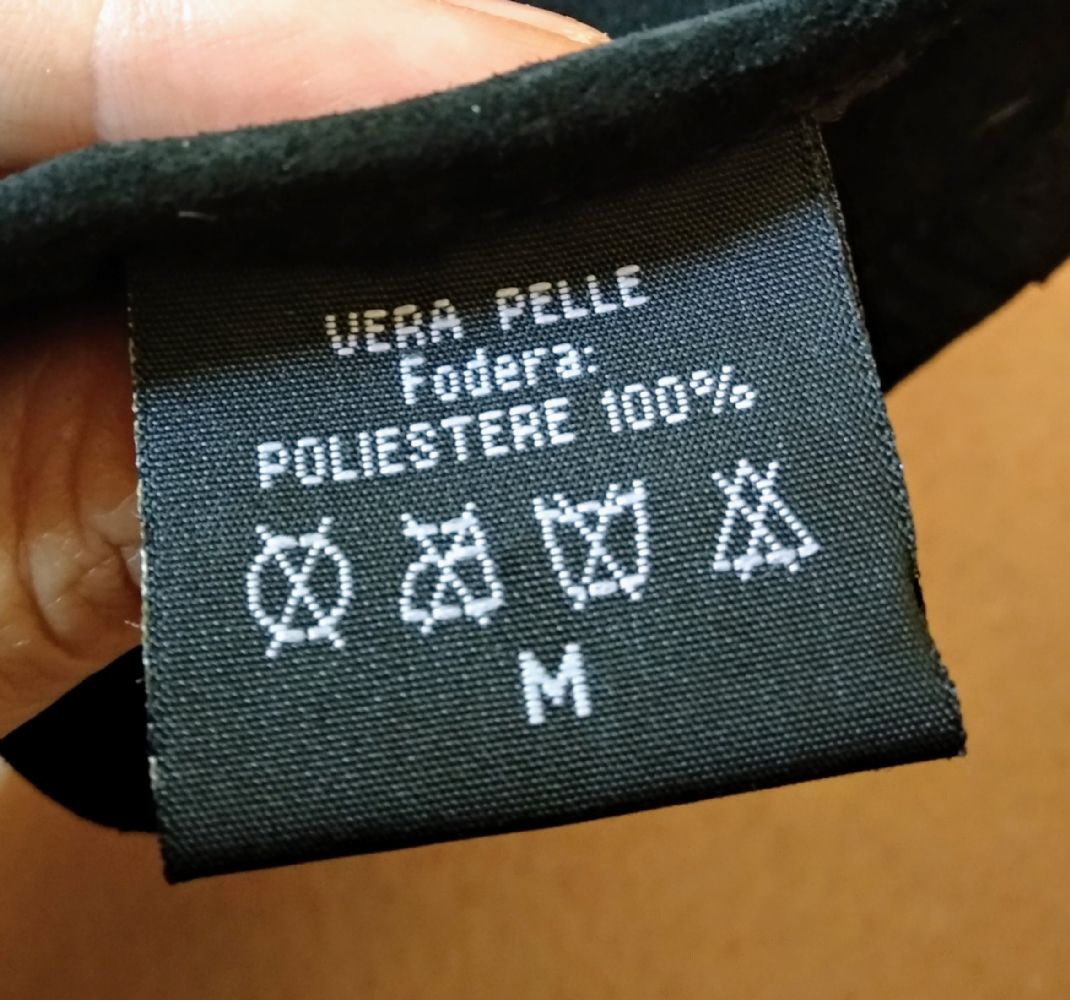 VERA PELLE
Fodera:
POLIESTERE 100%
M